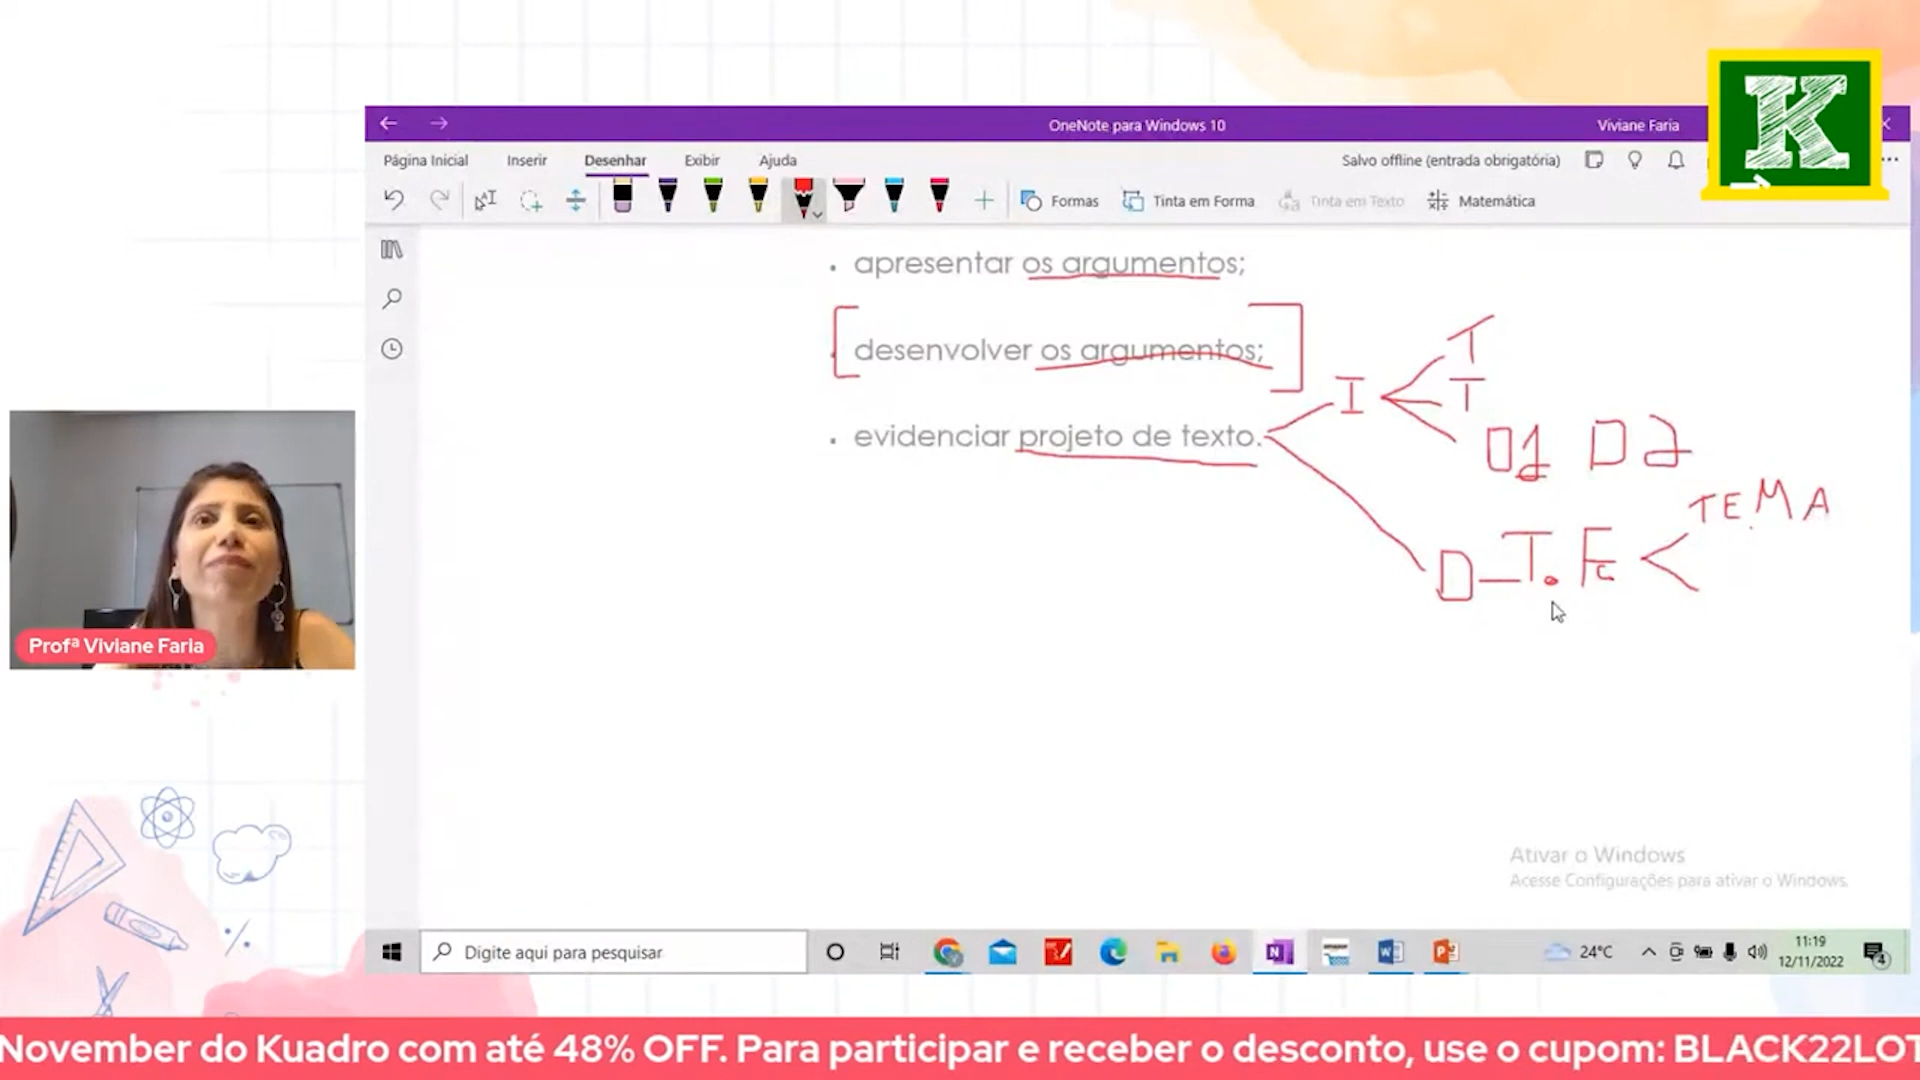 K
OneNote para Windows 10
Viviane Faria
Página Inicial
Inserir
Desenhar
Exibir
Ajuda
Salvo offline (entrada obrigatória)
Formas
Tinta em Forma
Tinta em Texto
Matemática
• apresentar os argumentos;
• desenvolver os argumentos;
• evidenciar projeto de texto.
I
T
T
D1 D2
D - T. F
TEMA
Profª Viviane Faria
Ativar o Windows
Acesse Configurações para ativar o Windows.
Digite aqui para pesquisar
24°C
11:19
12/11/2022
4
November do Kuadro com até 48% OFF. Para participar e receber o desconto, use o cupom: BLACK22LOT